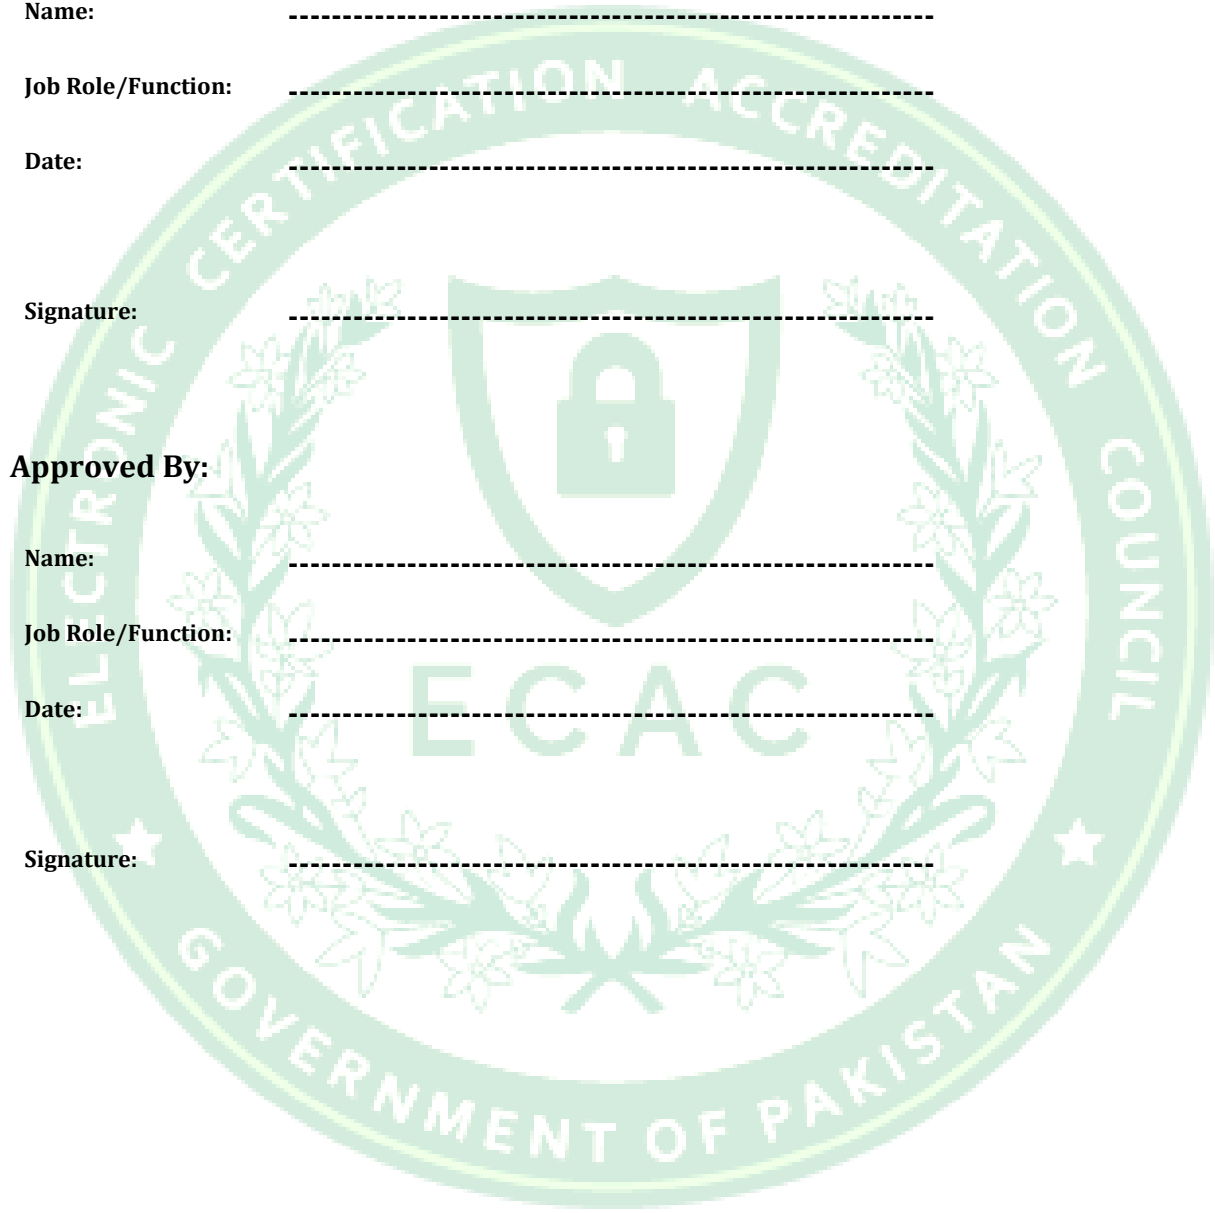 Name: ------------------------------------------------------------
Job Role/Function: ------------------------------------------------------------
Date: ------------------------------------------------------------
Signature: ------------------------------------------------------------
Approved By:
Name: ------------------------------------------------------------
Job Role/Function: ------------------------------------------------------------
Date: ------------------------------------------------------------
Signature: ------------------------------------------------------------
ELECTRONIC CERTIFICATION ACCREDITATION COUNCIL
ECAC
GOVERNMENT OF PAKISTAN